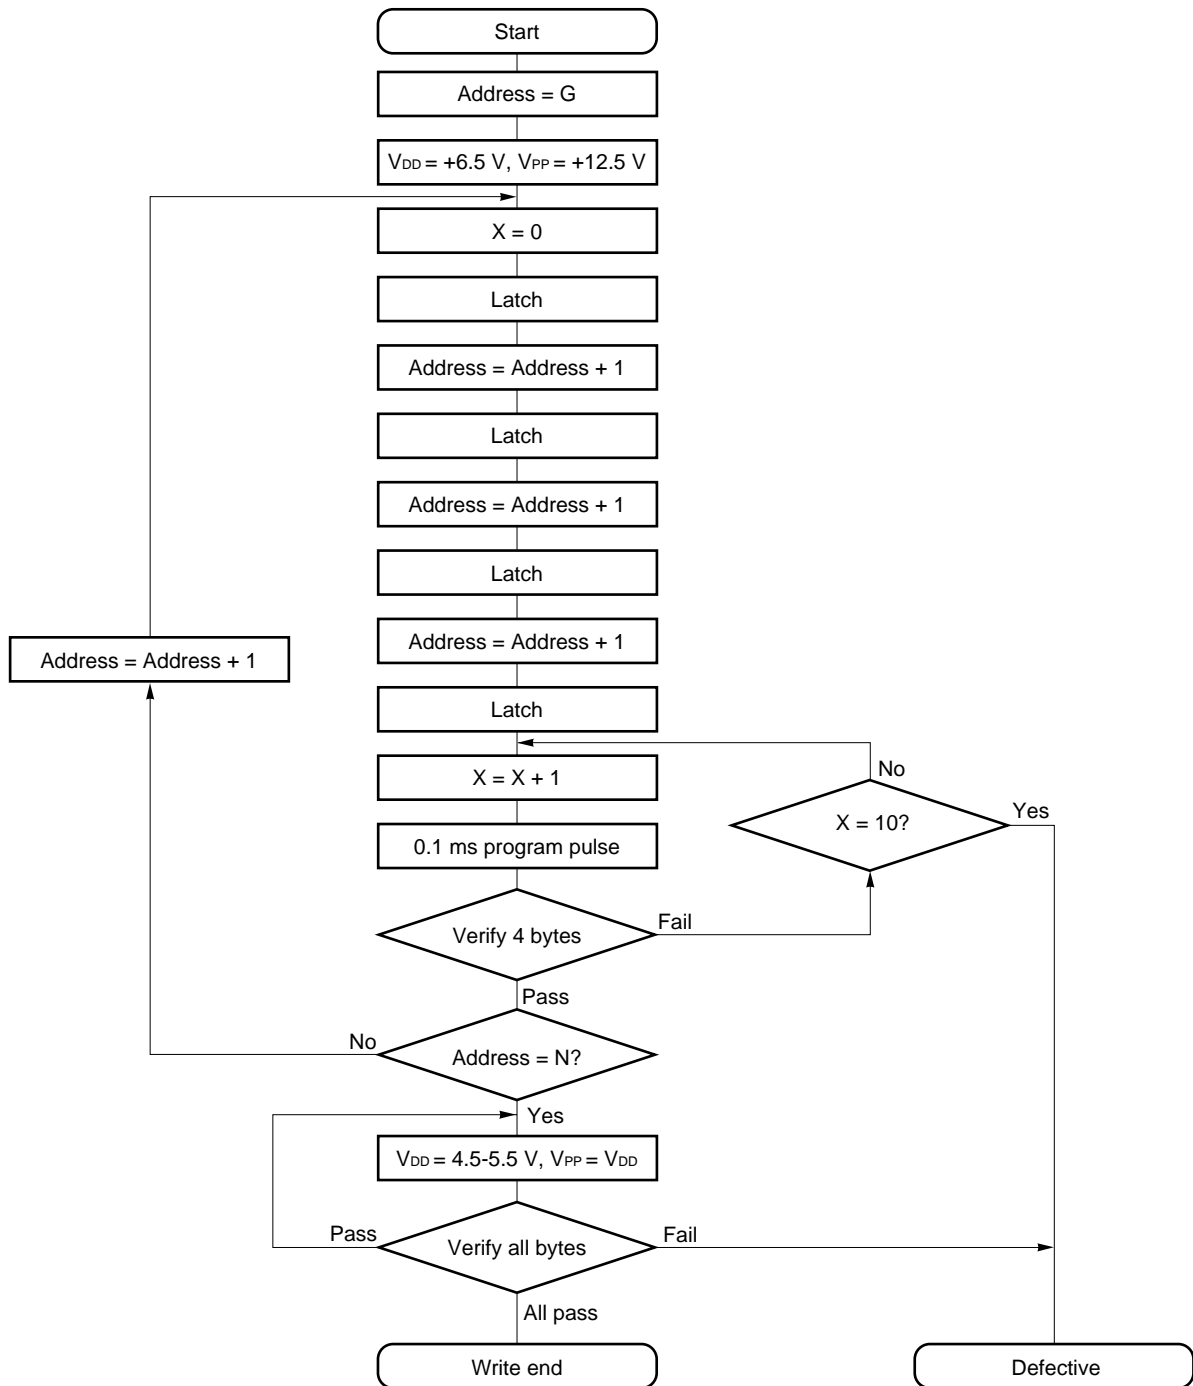 Start
Address = G
VDD = +6.5 V, VPP = +12.5 V
X = 0
Latch
Address = Address + 1
Latch
Address = Address + 1
Latch
Address = Address + 1
Address = Address + 1
Latch
X = X + 1
No
X = 10?
Yes
0.1 ms program pulse
Verify 4 bytes
Fail
Pass
No
Address = N?
Yes
VDD = 4.5-5.5 V, VPP = VDD
Pass
Verify all bytes
Fail
All pass
Write end
Defective